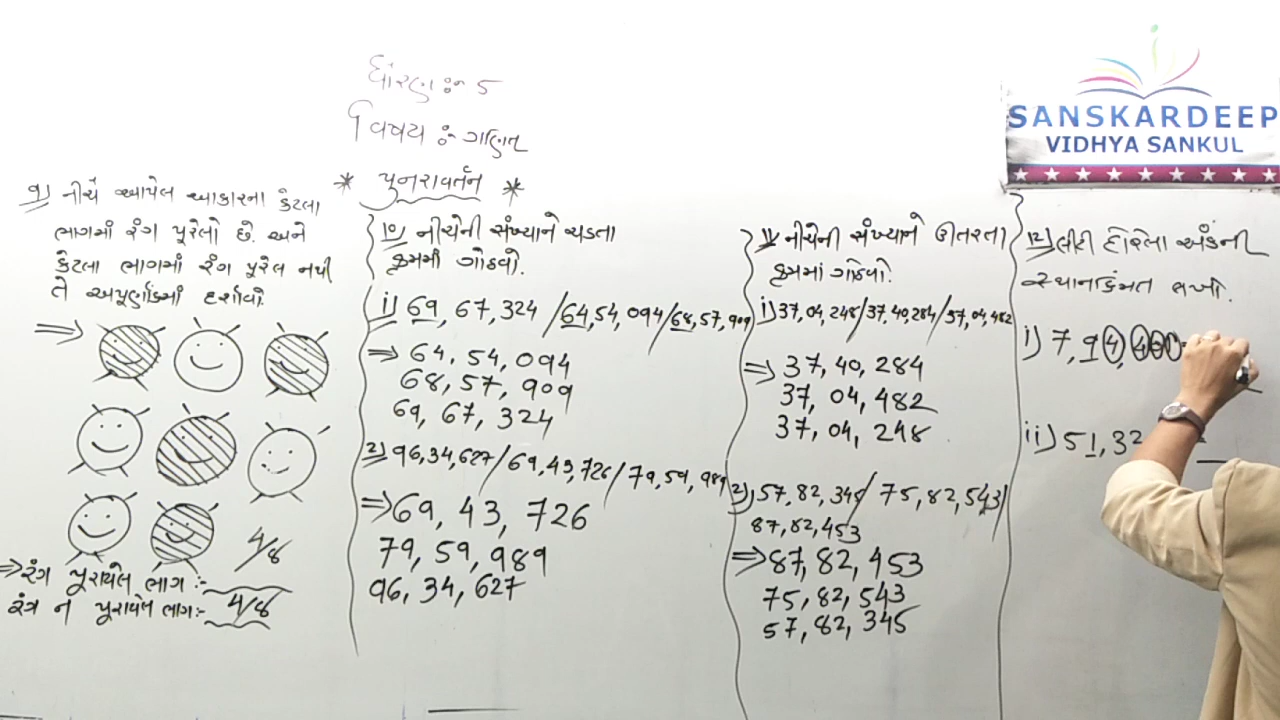 ધોરણ :- 5
વિષય :- ગણિત
* પુનરાવર્તન *
SANSKARDEEP
VIDHYA SANKUL
૧) નીચે આપેલ આકારના કેટલા
ભાગમાં રંગ પૂરેલો છે. અને
કેટલા ભાગમાં રંગ પૂરેલ નથી
તે અપૂર્ણાંકમાં દર્શાવો.
⇒
4/8
⇒ રંગ પૂરાયેલ ભાગ :-
રંગ ન પૂરાયેલ ભાગ:- 4/8
10) નીચેની સંખ્યાને ચડતા
ક્રમમાં ગોઠવો.
i) 69, 67, 324 / 64, 54, 094 / 68, 57, 909
⇒ 64, 54, 094
68, 57, 909
69, 67, 324
2) 96,34,627 / 69,43,726 / 79,59,989
⇒ 69, 43, 726
79, 59, 989
96, 34, 627
11) નીચેની સંખ્યાને ઊતરતા
ક્રમમાં ગોઠવો.
i) 37,04,248 / 37,40,284 / 37,04,482
⇒ 37, 40, 284
37, 04, 482
37, 04, 248
2) 57,82,345 / 75,82,543 /
87,82,453
⇒ 87, 82, 453
75, 82, 543
57, 82, 345
12) લીટી દોરેલા અંકની
સ્થાનકિંમત લખો.
i) 7, 94,
ii) 51, 32